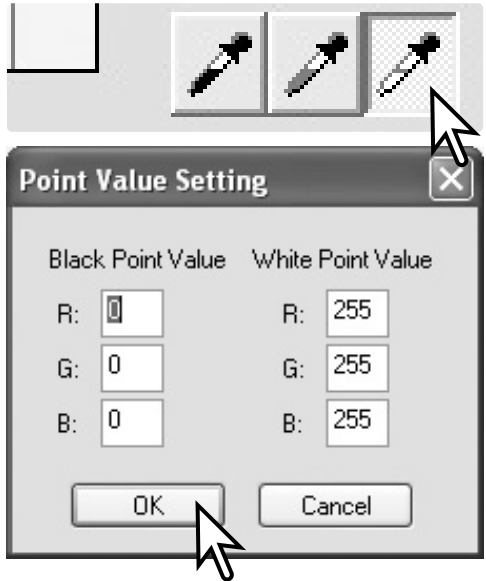 Point Value Setting
Black Point Value White Point Value
R: 0 R: 255
G: 0 G: 255
B: 0 B: 255
OK Cancel